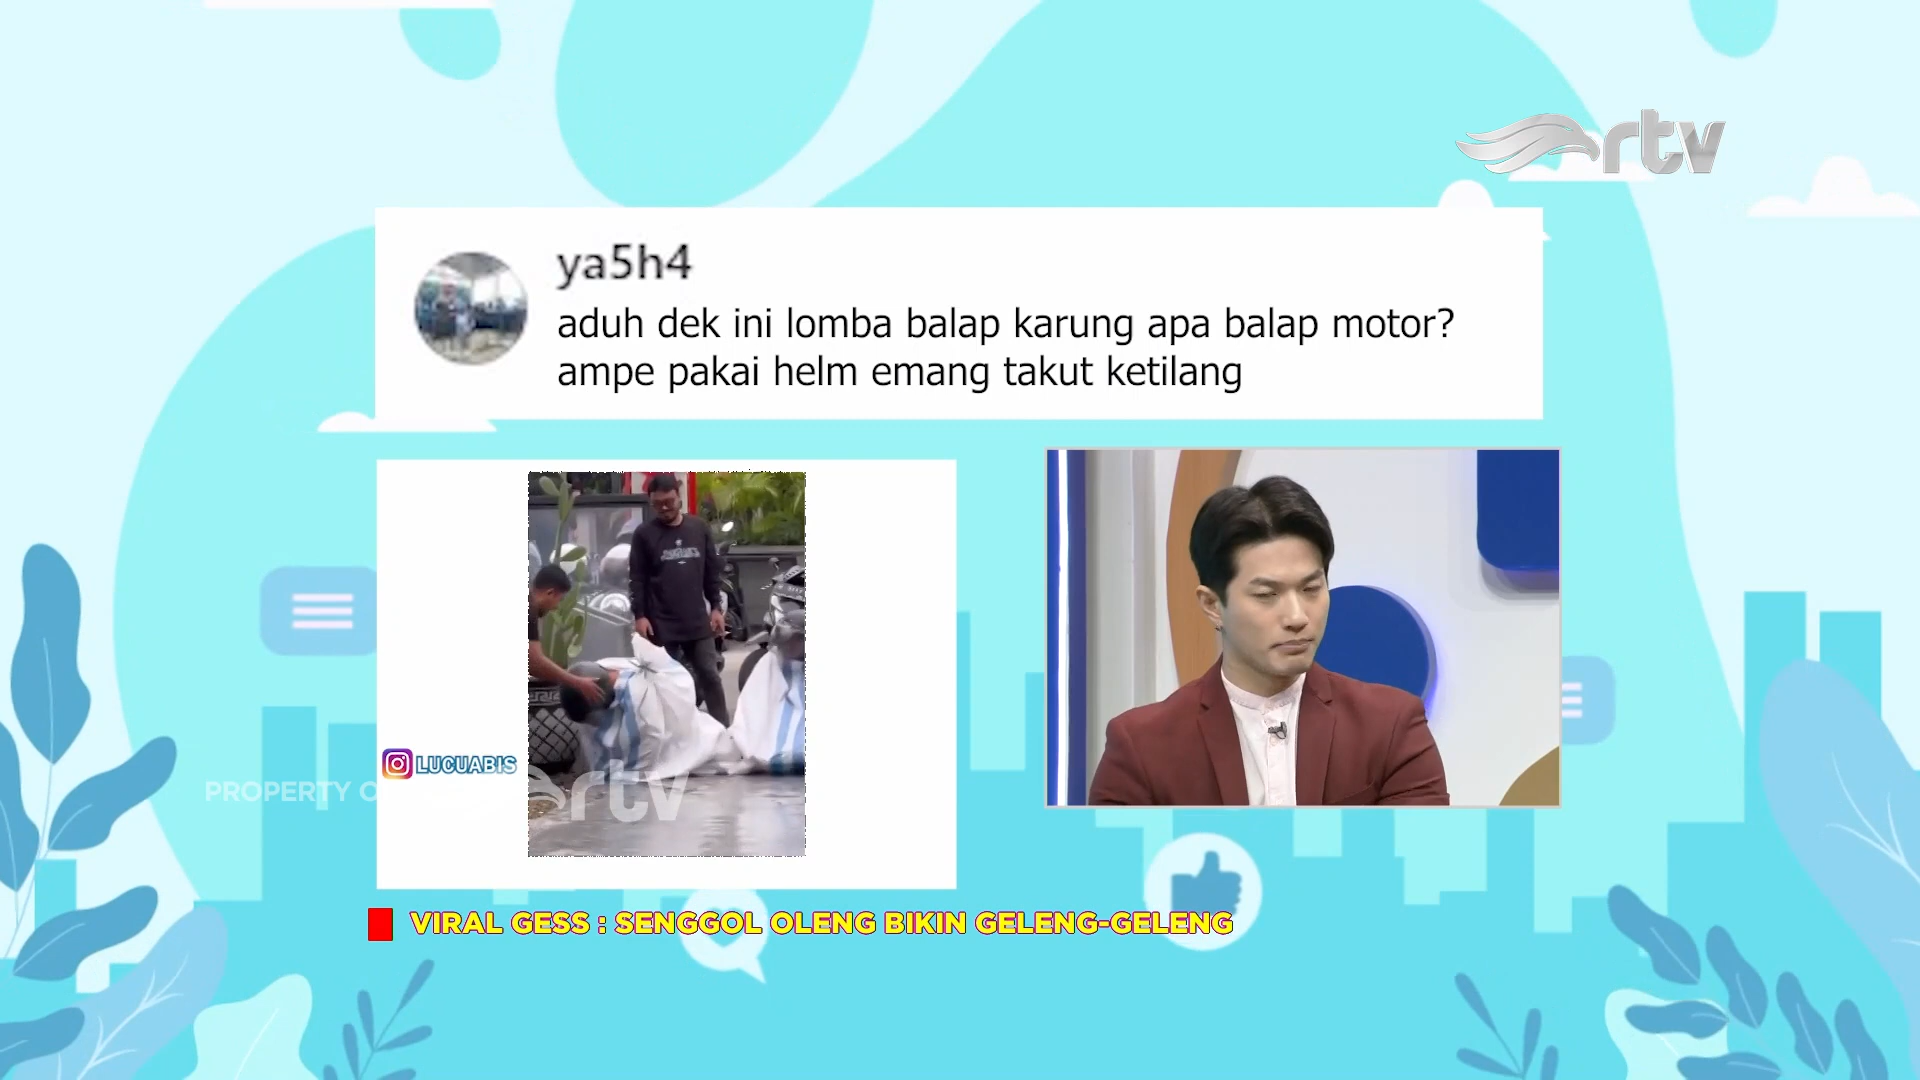 rtv
ya5h4
aduh dek ini lomba balap karung apa balap motor?
ampe pakai helm emang takut ketilang
LUCUABIS
PROPERTY O
rtv
VIRAL GESS : SENGGOL OLENG BIKIN GELENG-GELENG